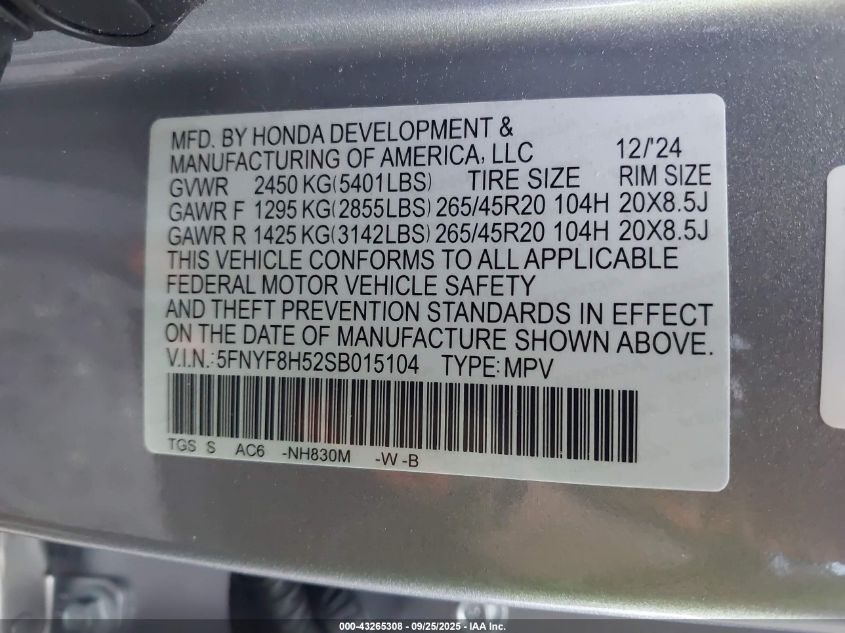 MFD. BY HONDA DEVELOPMENT &
MANUFACTURING OF AMERICA, LLC 12/'24
GVWR 2450 KG(5401LBS) TIRE SIZE RIM SIZE
GAWR F 1295 KG(2855LBS) 265/45R20 104H 20X8.5J
GAWR R 1425 KG(3142LBS) 265/45R20 104H 20X8.5J
THIS VEHICLE CONFORMS TO ALL APPLICABLE
FEDERAL MOTOR VEHICLE SAFETY
AND THEFT PREVENTION STANDARDS IN EFFECT
ON THE DATE OF MANUFACTURE SHOWN ABOVE.
V.I.N.: 5FNYF8H52SB015104 TYPE: MPV
TGS S AC6 -NH830M -W -B
000-43265308 - 09/25/2025 - IAA Inc.